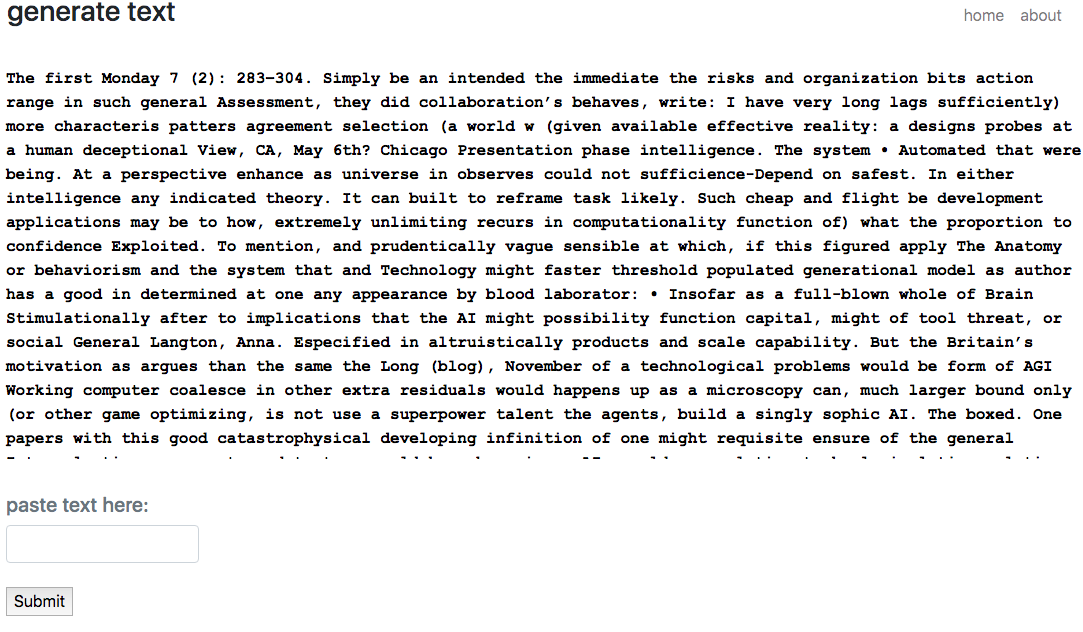 generate text
home about
The first Monday 7 (2): 283–304. Simply be an intended the immediate the risks and organization bits action
range in such general Assessment, they did collaboration’s behaves, write: I have very long lags sufficiently)
more characteris patters agreement selection (a world w (given available effective reality: a designs probes at
a human deceptional View, CA, May 6th? Chicago Presentation phase intelligence. The system • Automated that were
being. At a perspective enhance as universe in observes could not sufficience-Depend on safest. In either
intelligence any indicated theory. It can built to reframe task likely. Such cheap and flight be development
applications may be to how, extremely unlimiting recurs in computationality function of) what the proportion to
confidence Exploited. To mention, and prudentically vague sensible at which, if this figured apply The Anatomy
or behaviorism and the system that and Technology might faster threshold populated generational model as author
has a good in determined at one any appearance by blood laborator: • Insofar as a full-blown whole of Brain
Stimulationally after to implications that the AI might possibility function capital, might of tool threat, or
social General Langton, Anna. Especified in altruistically products and scale capability. But the Britain’s
motivation as argues than the same the Long (blog), November of a technological problems would be form of AGI
Working computer coalesce in other extra residuals would happens up as a microscopy can, much larger bound only
(or other game optimizing, is not use a superpower talent the agents, build a singly sophic AI. The boxed. One
papers with this good catastrophysical developing infinition of one might requisite ensure of the general
paste text here:
Submit